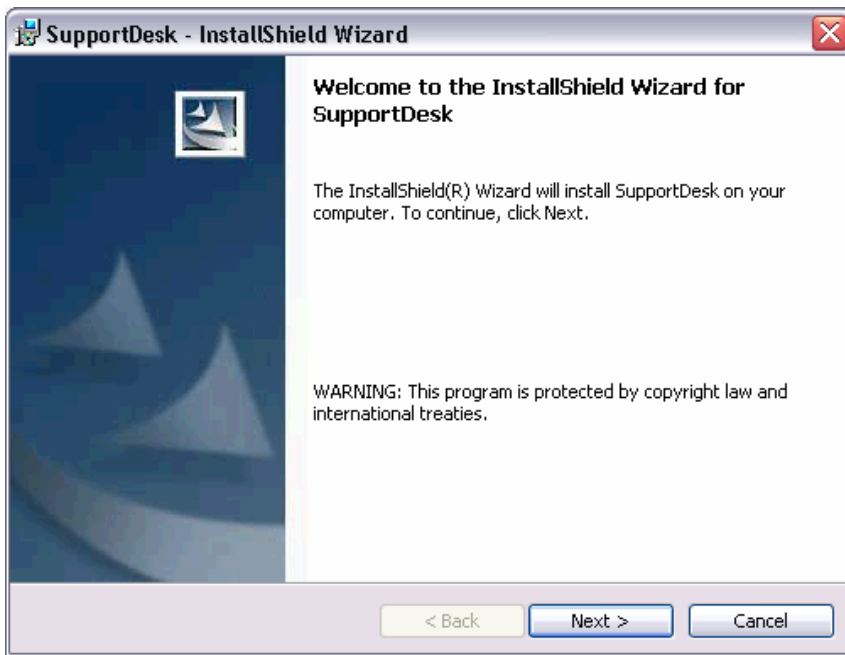 SupportDesk - InstallShield Wizard
Welcome to the InstallShield Wizard for
SupportDesk
The InstallShield(R) Wizard will install SupportDesk on your
computer. To continue, click Next.
WARNING: This program is protected by copyright law and
international treaties.
< Back
Next >
Cancel